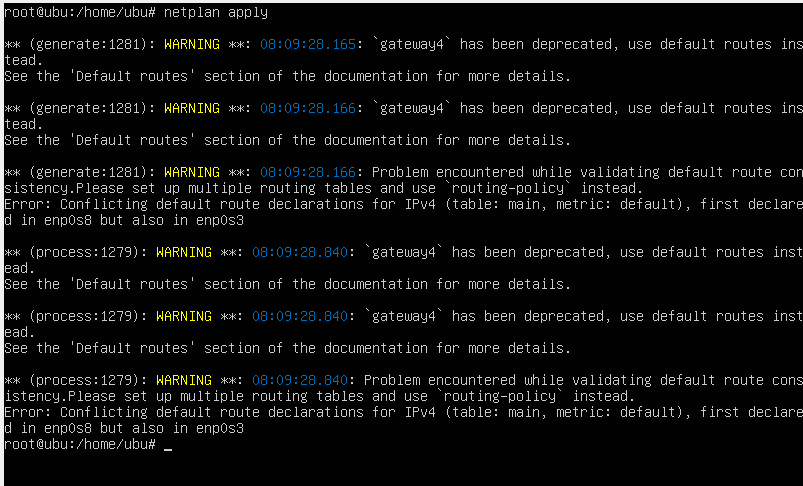 root@ubu:/home/ubu# netplan apply
** (generate:1281): WARNING **: 08:09:28.165: `gateway4` has been deprecated, use default routes ins
tead.
See the 'Default routes' section of the documentation for more details.
** (generate:1281): WARNING **: 08:09:28.166: `gateway4` has been deprecated, use default routes ins
tead.
See the 'Default routes' section of the documentation for more details.
** (generate:1281): WARNING **: 08:09:28.166: Problem encountered while validating default route con
sistency.Please set up multiple routing tables and use `routing-policy` instead.
Error: Conflicting default route declarations for IPv4 (table: main, metric: default), first declare
d in enp0s8 but also in enp0s3
** (process:1279): WARNING **: 08:09:28.840: `gateway4` has been deprecated, use default routes inst
ead.
See the 'Default routes' section of the documentation for more details.
** (process:1279): WARNING **: 08:09:28.840: `gateway4` has been deprecated, use default routes inst
ead.
See the 'Default routes' section of the documentation for more details.
** (process:1279): WARNING **: 08:09:28.840: Problem encountered while validating default route cons
istency.Please set up multiple routing tables and use `routing-policy` instead.
Error: Conflicting default route declarations for IPv4 (table: main, metric: default), first declare
d in enp0s8 but also in enp0s3
root@ubu:/home/ubu# _